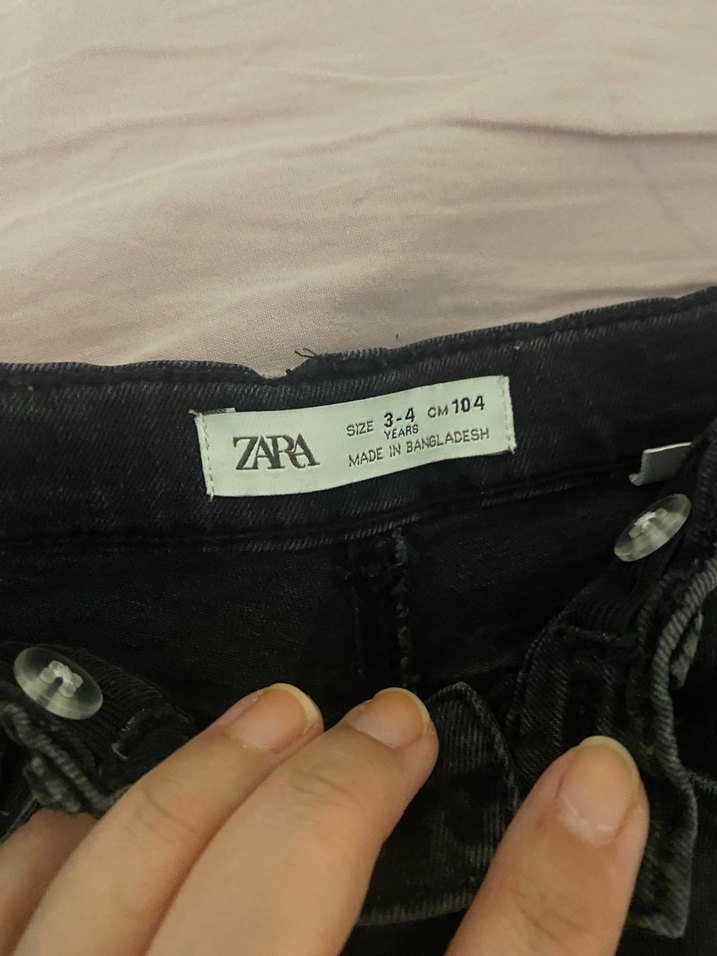 ZARA
SIZE 3-4 YEARS CM 104
MADE IN BANGLADESH